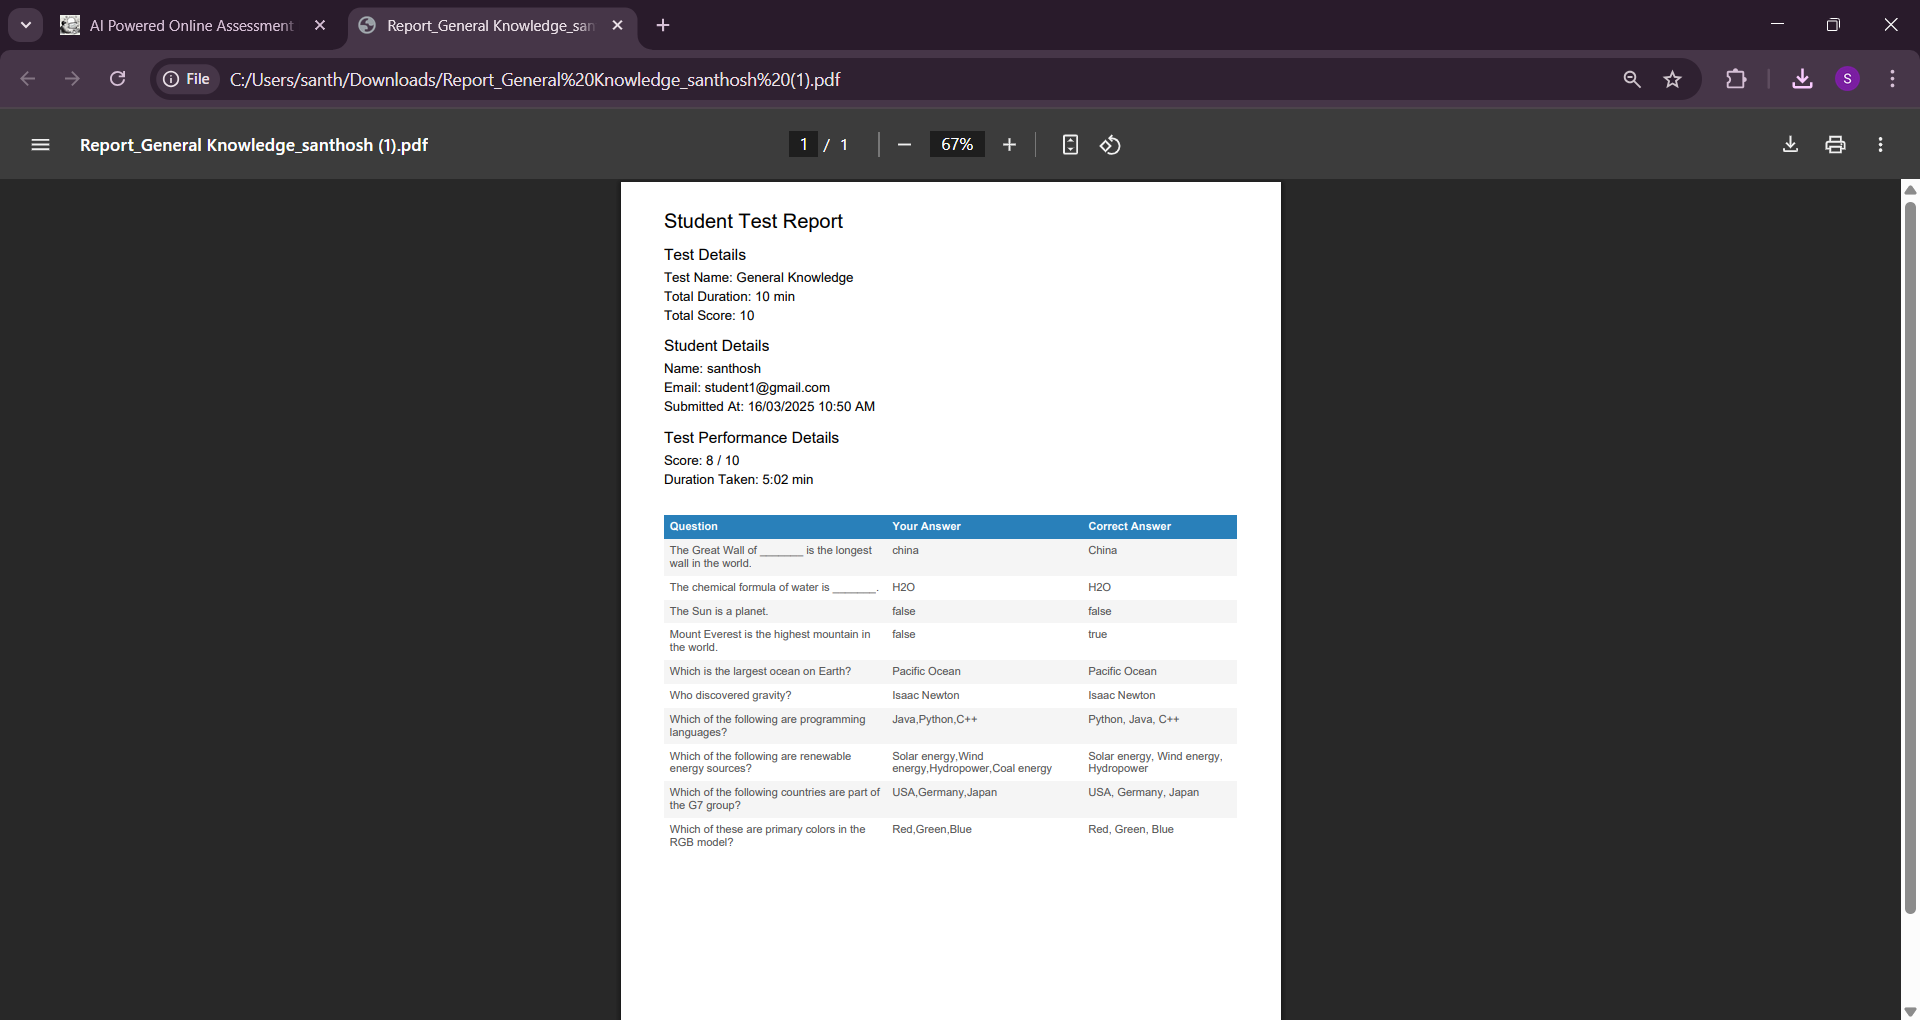 AI Powered Online Assessment
Report_General Knowledge_san
File
C:/Users/santh/Downloads/Report_General%20Knowledge_santhosh%20(1).pdf
S
Report_General Knowledge_santhosh (1).pdf
1 / 1
67%
Student Test Report
Test Details
Test Name: General Knowledge
Total Duration: 10 min
Total Score: 10
Student Details
Name: santhosh
Email: student1@gmail.com
Submitted At: 16/03/2025 10:50 AM
Test Performance Details
Score: 8 / 10
Duration Taken: 5:02 min
Question Your Answer Correct Answer
The Great Wall of _______ is the longest china China
wall in the world.
The chemical formula of water is _______. H2O H2O
The Sun is a planet. false false
Mount Everest is the highest mountain in false true
the world.
Which is the largest ocean on Earth? Pacific Ocean Pacific Ocean
Who discovered gravity? Isaac Newton Isaac Newton
Which of the following are programming Java,Python,C++ Python, Java, C++
languages?
Which of the following are renewable Solar energy,Wind Solar energy, Wind energy,
energy sources? energy,Hydropower,Coal energy Hydropower
Which of the following countries are part of USA,Germany,Japan USA, Germany, Japan
the G7 group?
Which of these are primary colors in the Red,Green,Blue Red, Green, Blue
RGB model?